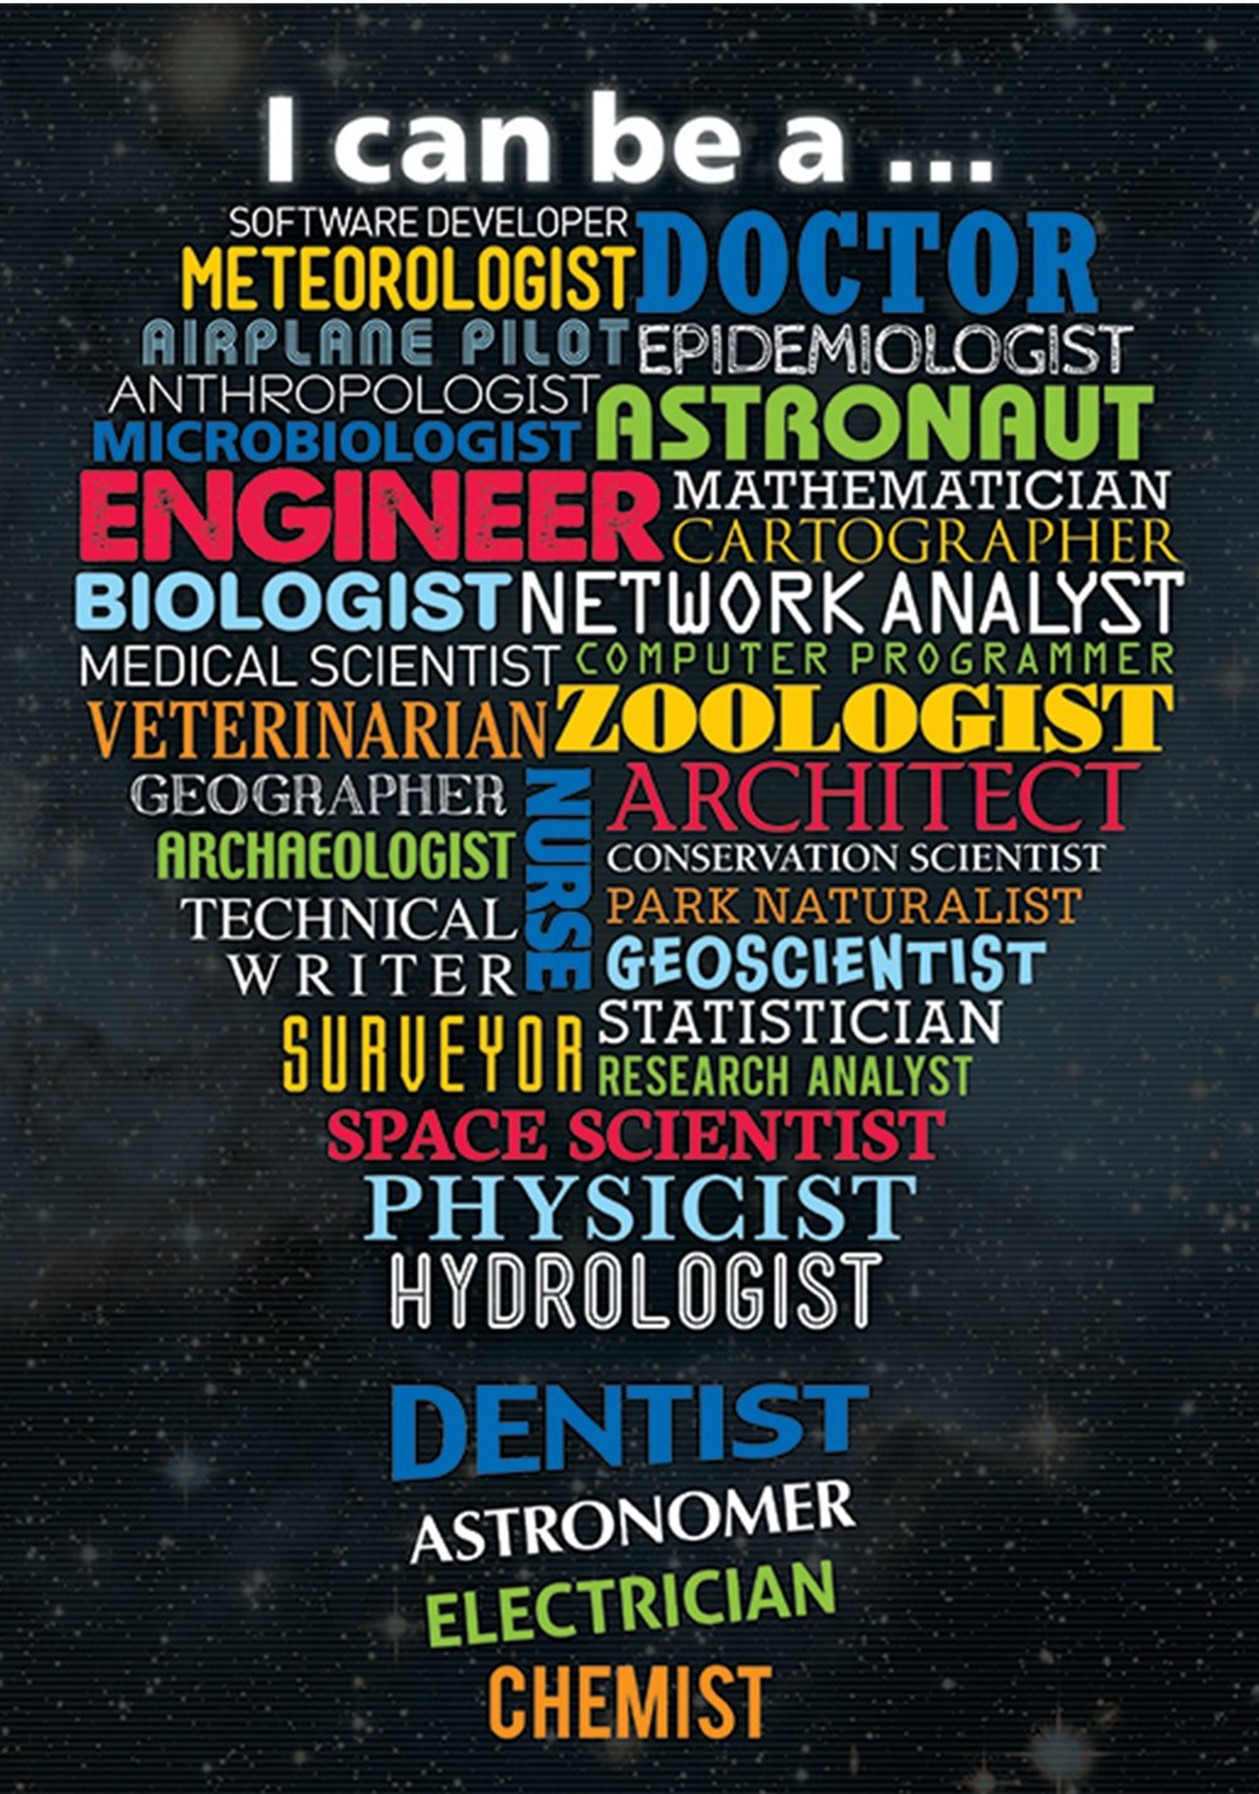 I can be a ...
SOFTWARE DEVELOPER
METEOROLOGIST
DOCTOR
AIRPLANE PILOT
EPIDEMIOLOGIST
ANTHROPOLOGIST
MICROBIOLOGIST
ASTRONAUT
ENGINEER
MATHEMATICIAN
CARTOGRAPHER
BIOLOGIST
NETWORK ANALYST
MEDICAL SCIENTIST
COMPUTER PROGRAMMER
VETERINARIAN
ZOOLOGIST
GEOGRAPHER
ARCHAEOLOGIST
TECHNICAL
WRITER
NURSE
ARCHITECT
CONSERVATION SCIENTIST
PARK NATURALIST
GEOSCIENTIST
SURVEYOR
STATISTICIAN
RESEARCH ANALYST
SPACE SCIENTIST
PHYSICIST
HYDROLOGIST
DENTIST
ASTRONOMER
ELECTRICIAN
CHEMIST